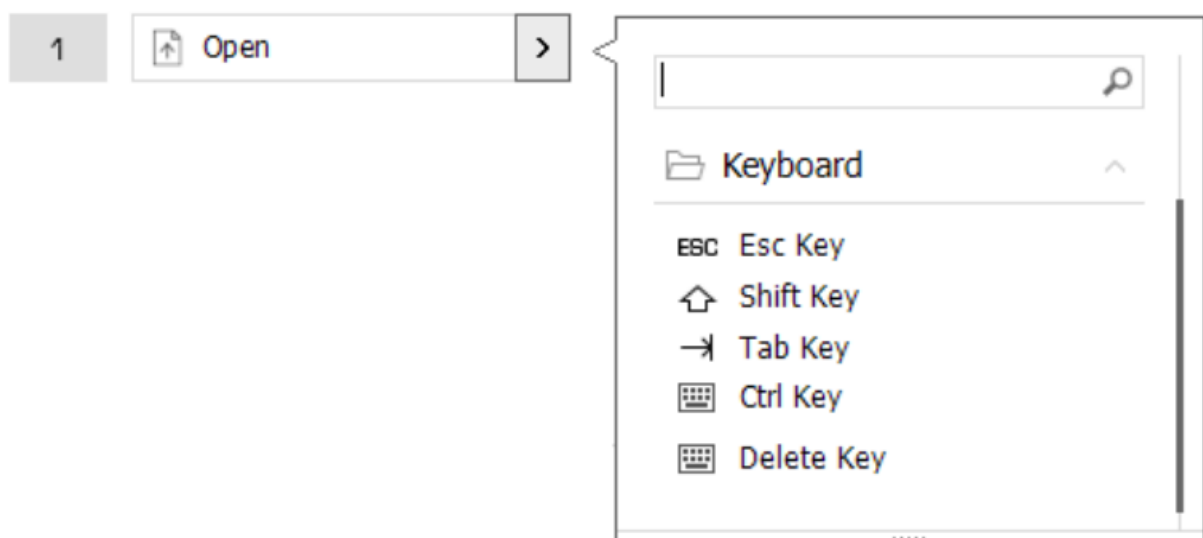 1
Open
Keyboard
ESC Esc Key
Shift Key
Tab Key
Ctrl Key
Delete Key